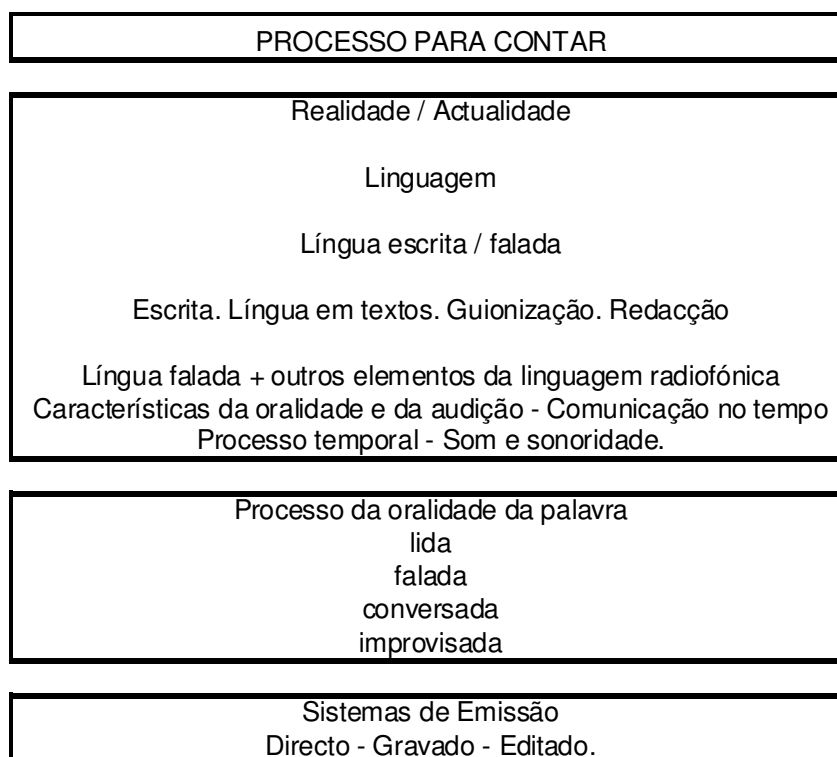 PROCESSO PARA CONTAR
Realidade / Actualidade
Linguagem
Língua escrita / falada
Escrita. Língua em textos. Guionização. Redacção
Língua falada + outros elementos da linguagem radiofónica
Características da oralidade e da audição - Comunicação no tempo
Processo temporal - Som e sonoridade.
Processo da oralidade da palavra
lida
falada
conversada
improvisada
Sistemas de Emissão
Directo - Gravado - Editado.